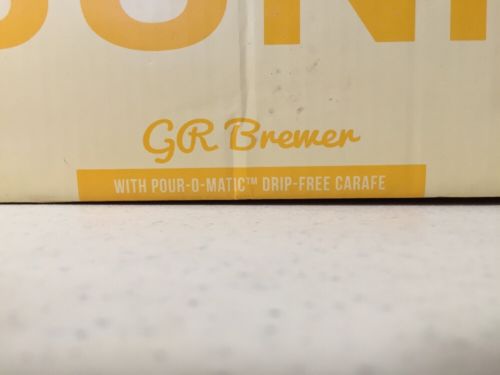 GR Brewer
WITH POUR-O-MATIC™ DRIP-FREE CARAFE